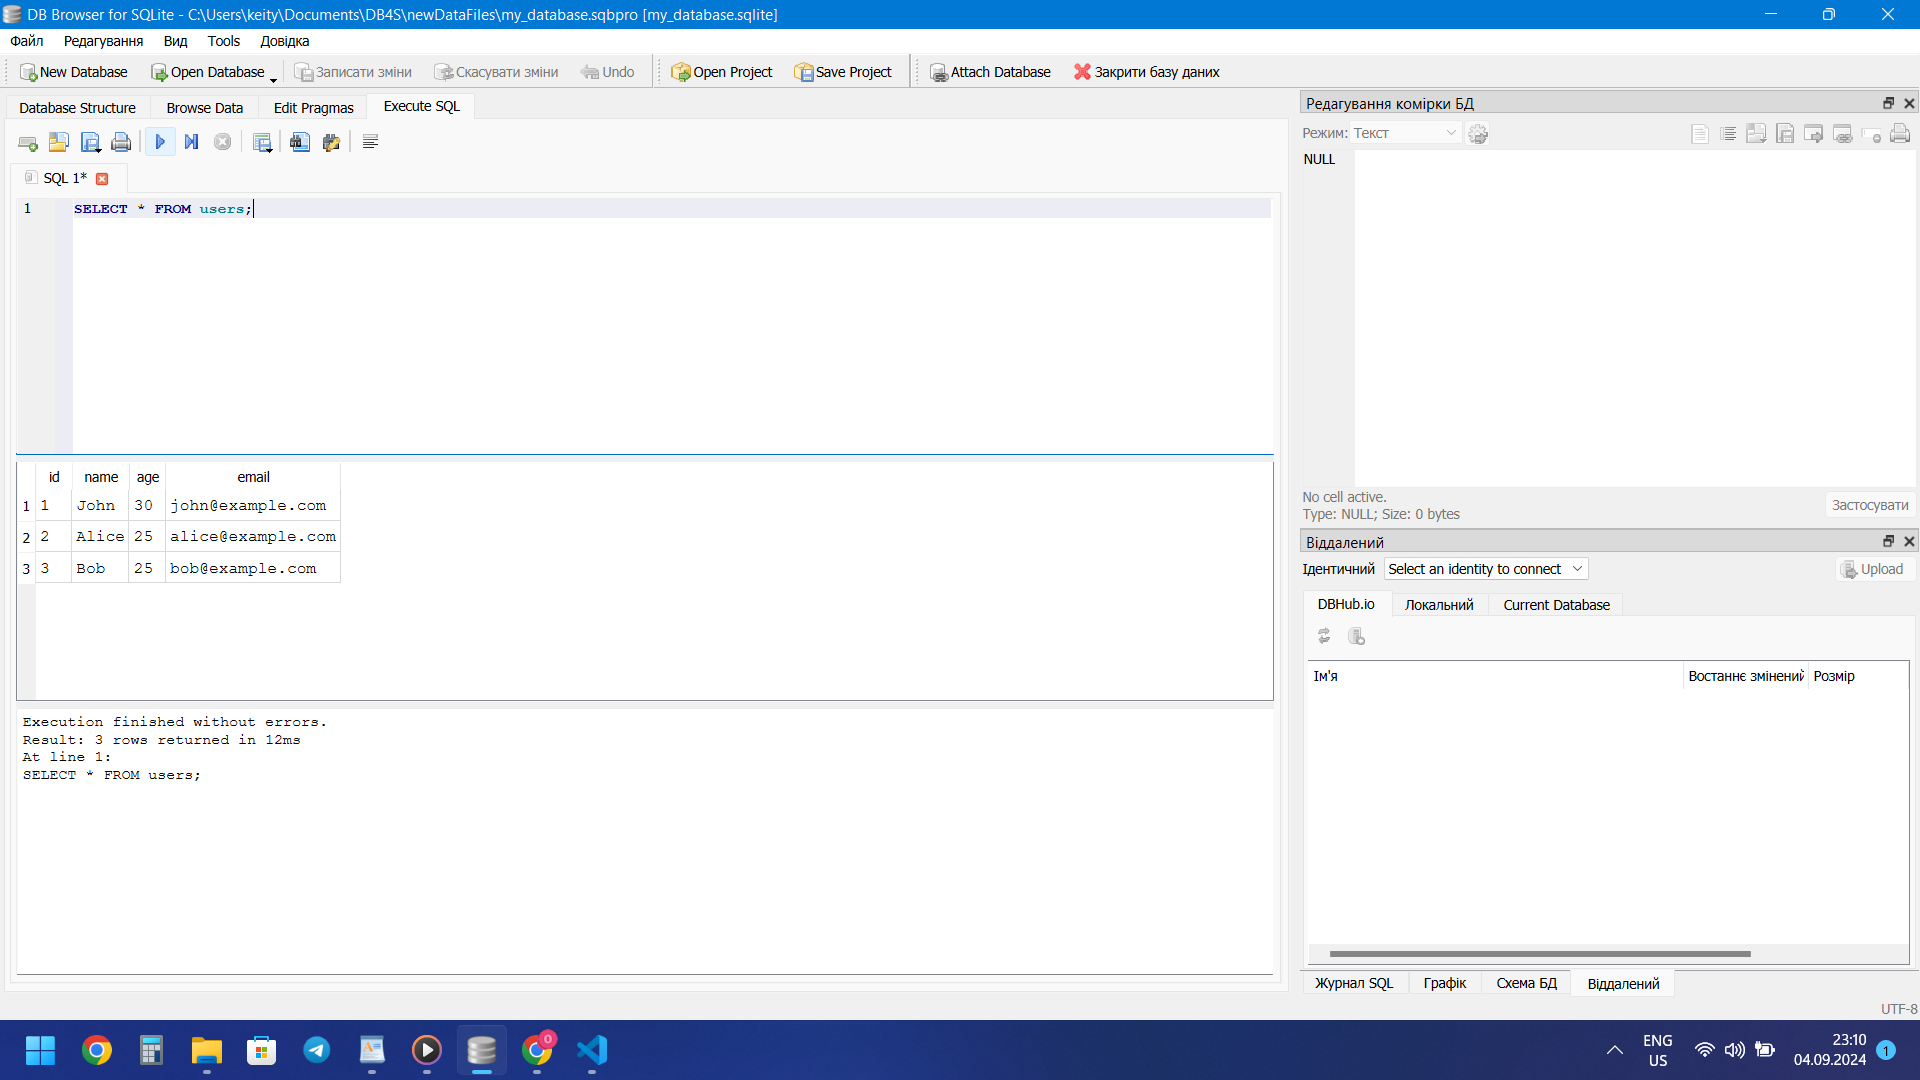 DB Browser for SQLite - C:\Users\keity\Documents\DB4S\newDataFiles\my_database.sqbpro [my_database.sqlite]
Файл Редагування Вид Tools Довідка
New Database Open Database Записати зміни Скасувати зміни Undo Open Project Save Project Attach Database Закрити базу даних
Database Structure Browse Data Edit Pragmas Execute SQL
SQL 1*
1 SELECT * FROM users;
id name age email
1 1 John 30 john@example.com
2 2 Alice 25 alice@example.com
3 3 Bob 25 bob@example.com
Execution finished without errors.
Result: 3 rows returned in 12ms
At line 1:
SELECT * FROM users;
Редагування комірки БД
Режим: Текст
NULL
No cell active.
Type: NULL; Size: 0 bytes
Застосувати
Віддалений
Ідентичний Select an identity to connect Upload
DBHub.io Локальний Current Database
Ім'я Востаннє змінений Розмір
Журнал SQL Графік Схема БД Віддалений
UTF-8
0
ENG
US
23:10
04.09.2024
1